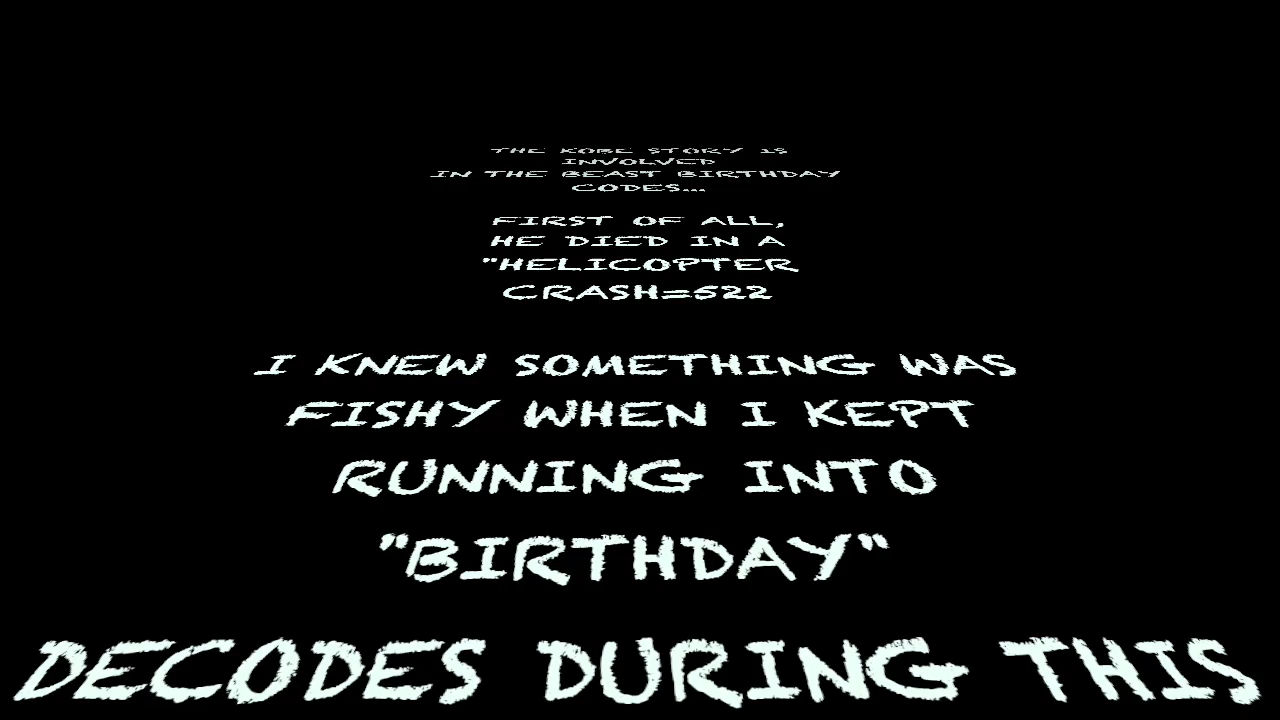 THE KOBE STORY IS
INVOLVED
IN THE BEAST BIRTHDAY
CODES...
FIRST OF ALL,
HE DIED IN A
"HELICOPTER
CRASH=522
I KNEW SOMETHING WAS
FISHY WHEN I KEPT
RUNNING INTO
"BIRTHDAY"
DECODES DURING THIS